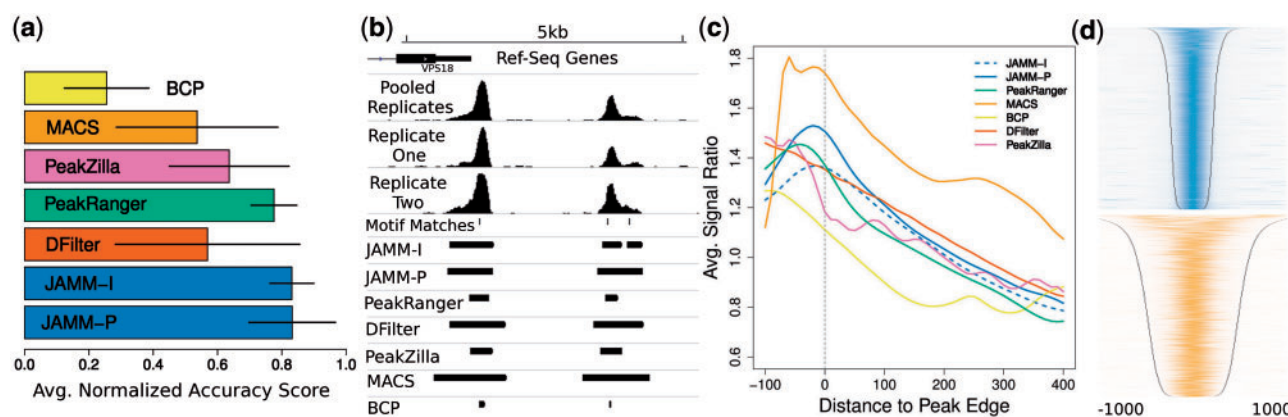 (a)
BCP
MACS
PeakZilla
PeakRanger
DFilter
JAMM-I
JAMM-P
0.0 0.2 0.4 0.6 0.8 1.0
Avg. Normalized Accuracy Score
(b)
5kb
Ref-Seq Genes
VPS18
Pooled
Replicates
Replicate
One
Replicate
Two
Motif Matches
JAMM-I
JAMM-P
PeakRanger
DFilter
PeakZilla
MACS
BCP
(c)
Avg. Signal Ratio
1.8
1.6
1.4
1.2
1.0
0.8
0.6
JAMM-I
JAMM-P
PeakRanger
MACS
BCP
DFilter
PeakZilla
-100 0 100 200 300 400
Distance to Peak Edge
(d)
-1000 1000